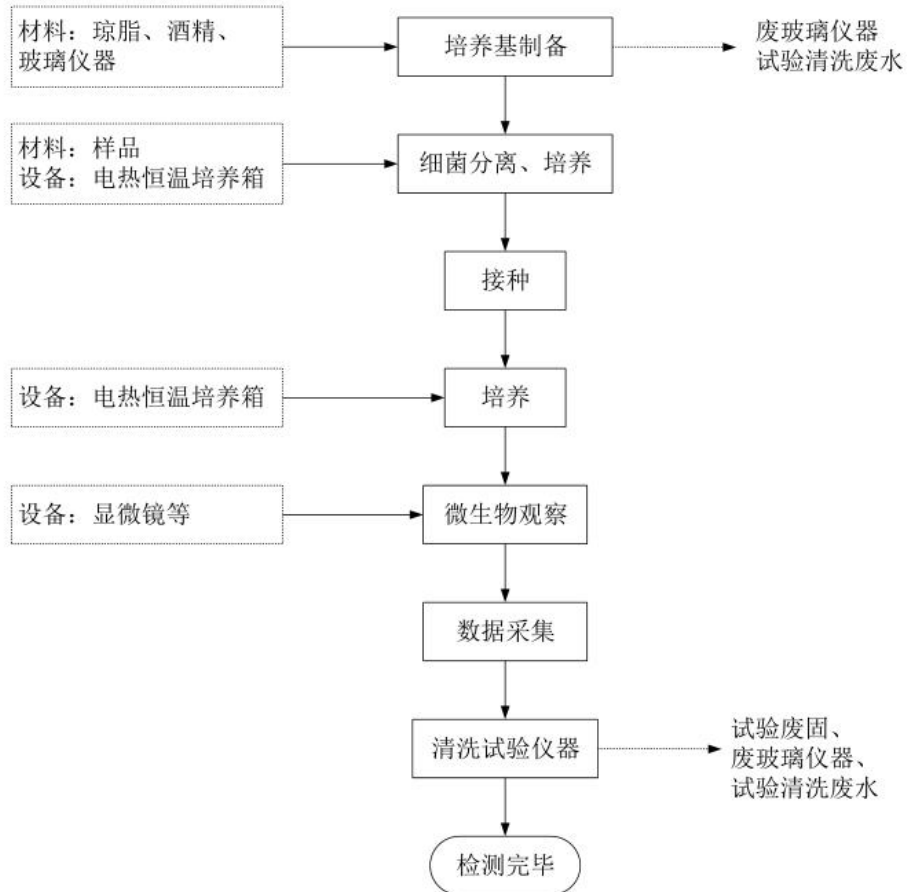 材料：琼脂、酒精、
玻璃仪器
培养基制备
废玻璃仪器
试验清洗废水
材料：样品
设备：电热恒温培养箱
细菌分离、培养
接种
设备：电热恒温培养箱
培养
设备：显微镜等
微生物观察
数据采集
清洗试验仪器
试验废固、
废玻璃仪器、
试验清洗废水
检测完毕